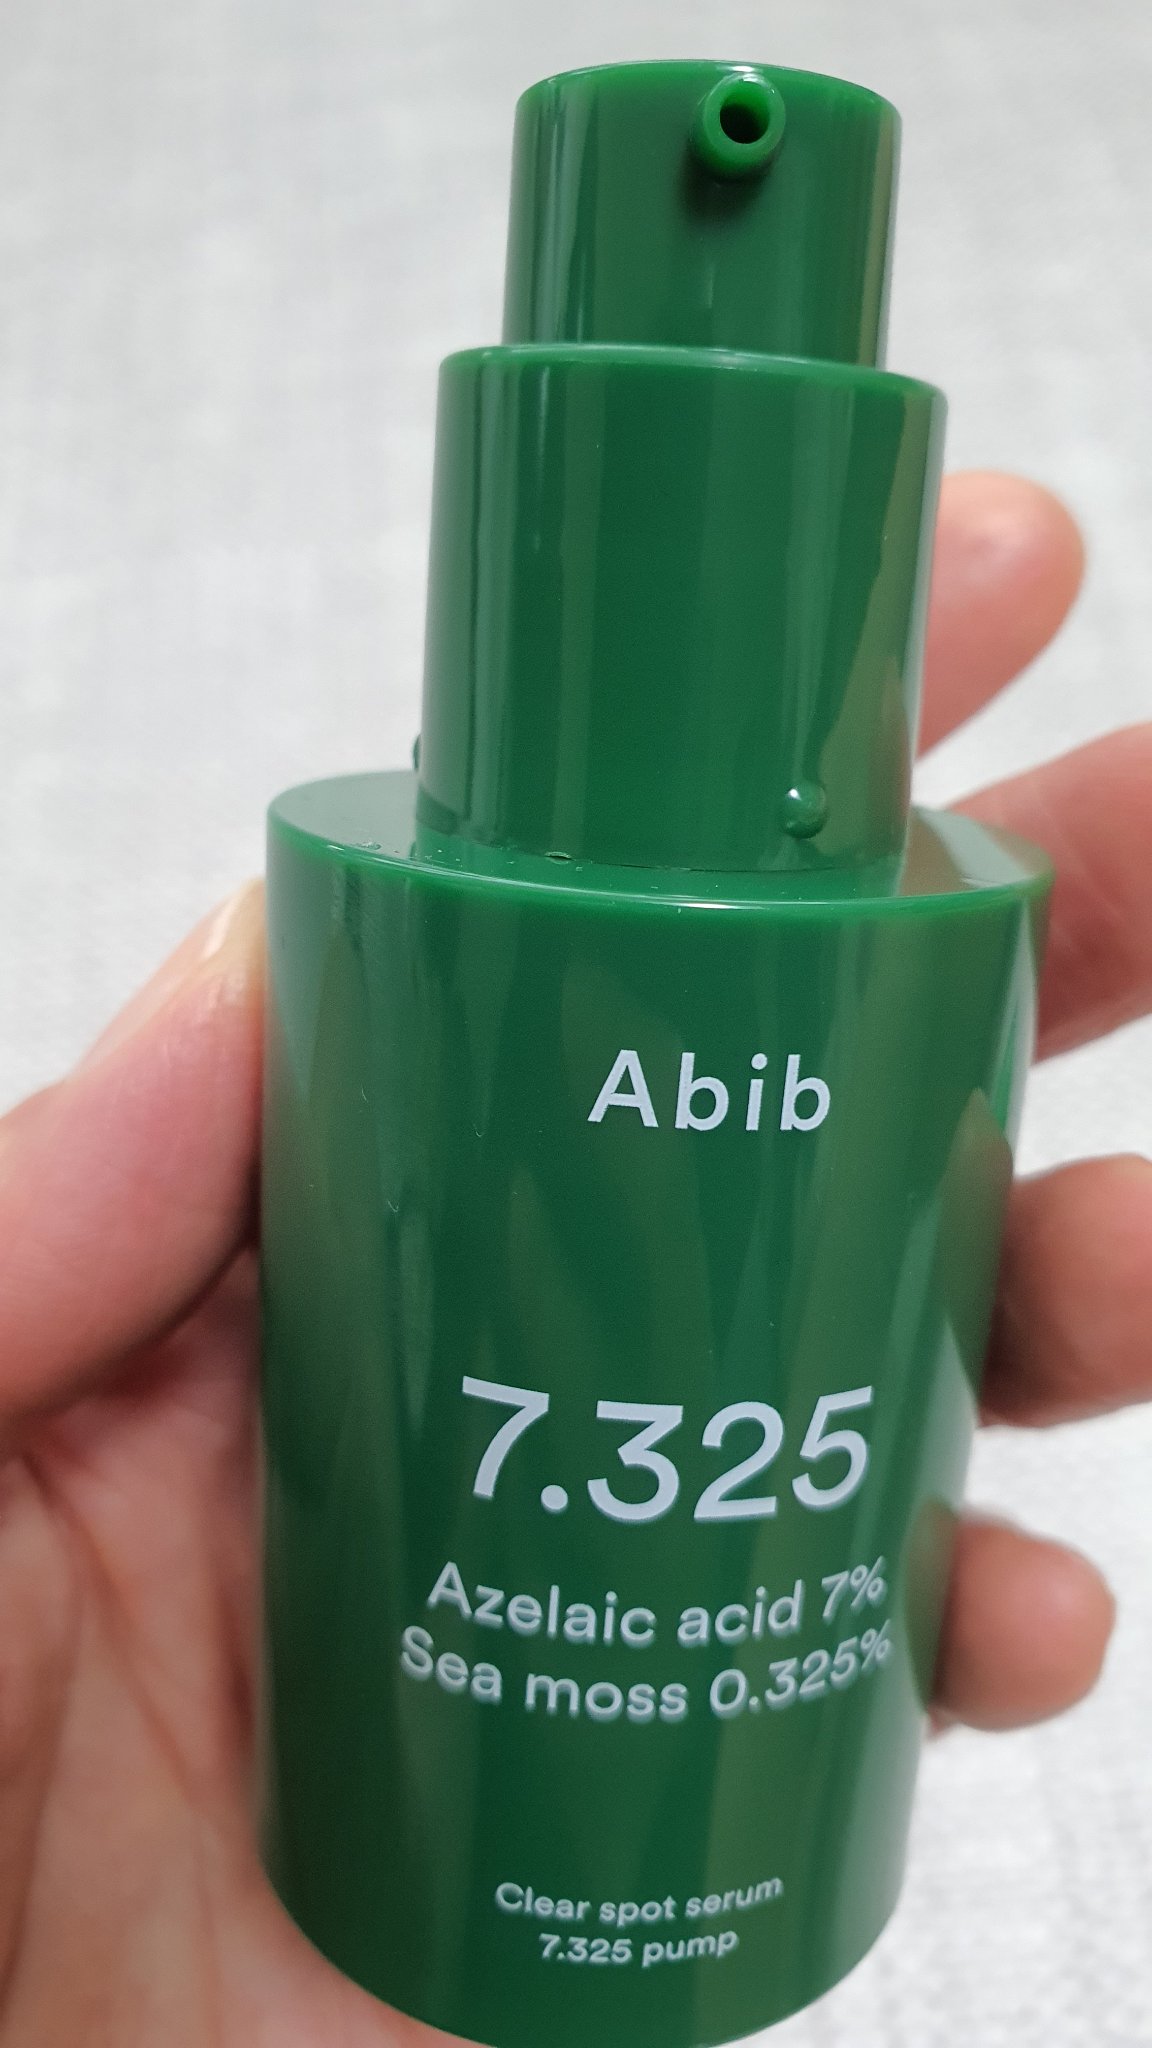 Abib
7.325
Azelaic acid 7%
Sea moss 0.325%
Clear spot serum
7.325 pump